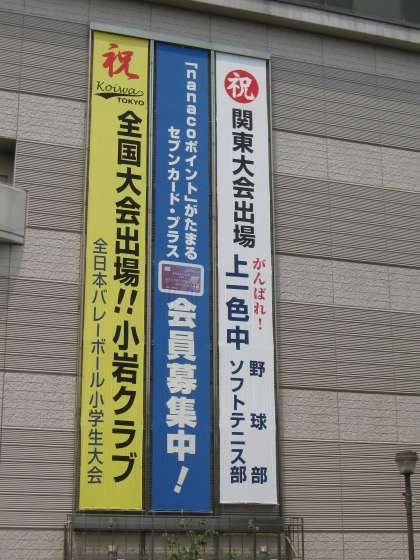 祝
関東大会出場
がんばれ！
上一色中
野球部
ソフトテニス部
「nanacoポイント」がたまる
セブンカード・プラス
会員募集中！
祝
Koiwa
TOKYO
全国大会出場!! 小岩クラブ
全日本バレーボール小学生大会